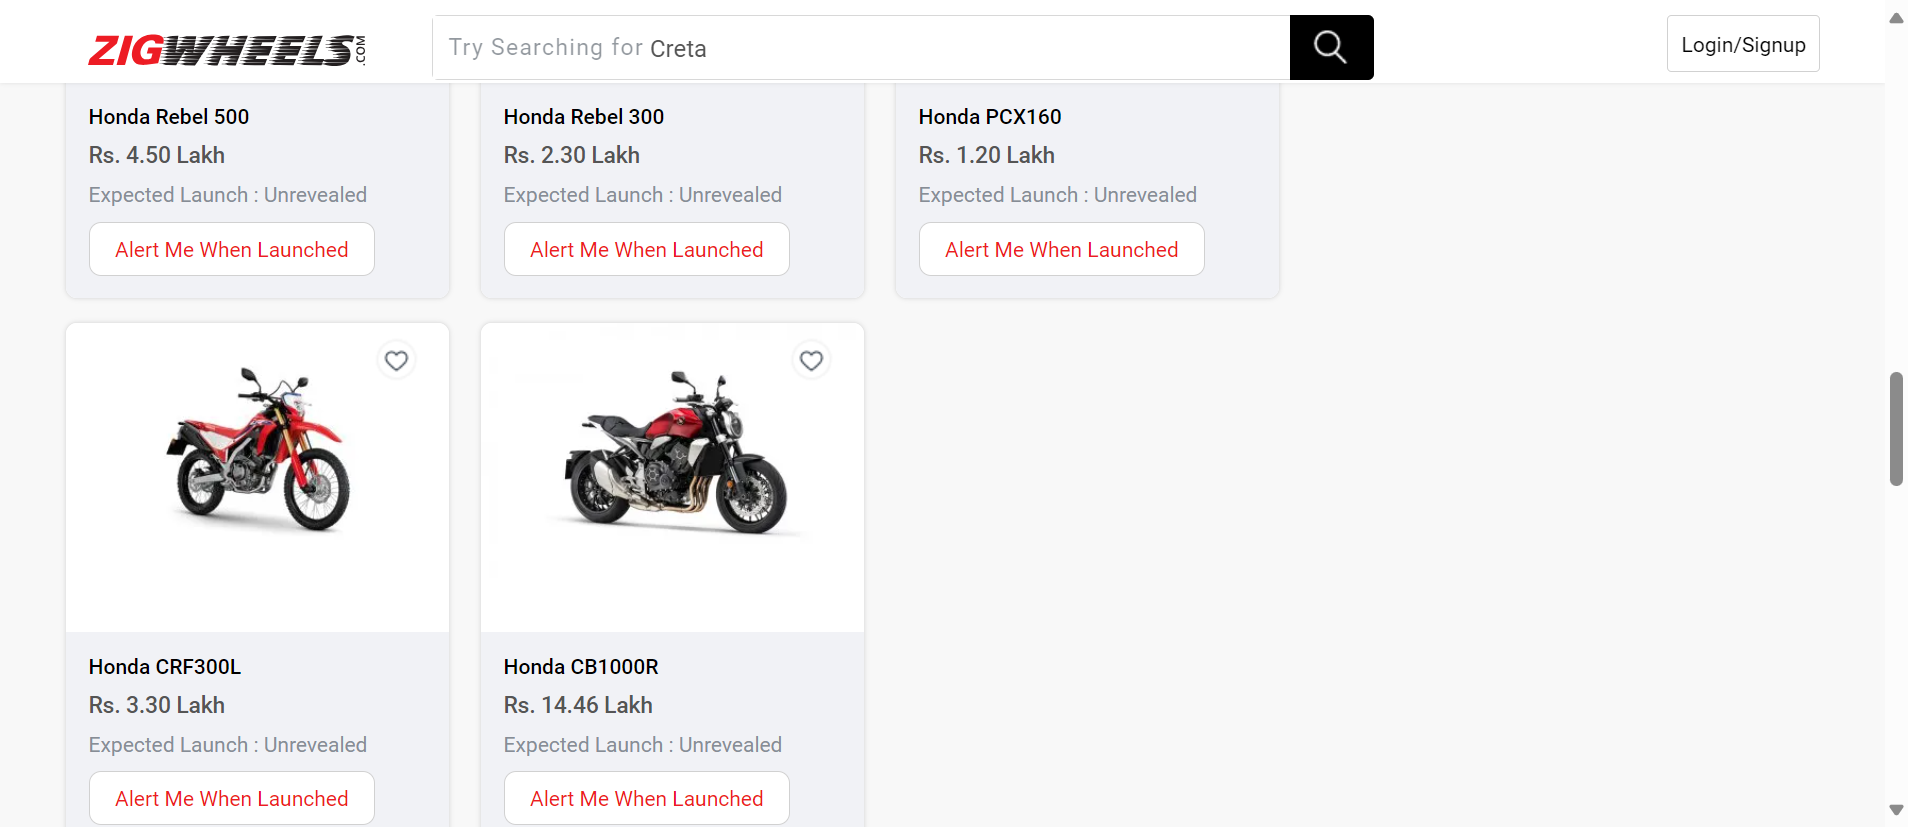 ZIGWHEELS.COM
Try Searching for Creta
Login/Signup
Honda Rebel 500
Rs. 4.50 Lakh
Expected Launch : Unrevealed
Alert Me When Launched
Honda Rebel 300
Rs. 2.30 Lakh
Expected Launch : Unrevealed
Alert Me When Launched
Honda PCX160
Rs. 1.20 Lakh
Expected Launch : Unrevealed
Alert Me When Launched
Honda CRF300L
Rs. 3.30 Lakh
Expected Launch : Unrevealed
Alert Me When Launched
Honda CB1000R
Rs. 14.46 Lakh
Expected Launch : Unrevealed
Alert Me When Launched